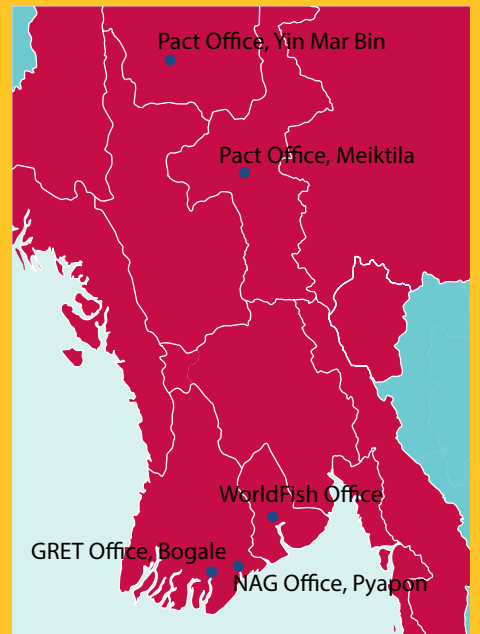 Pact Office, Yin Mar Bin
Pact Office, Meiktila
WorldFish Office
GRET Office, Bogale
NAG Office, Pyapon